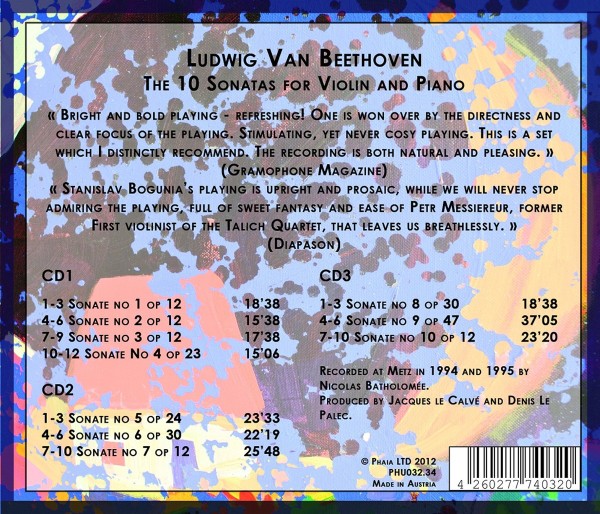 Ludwig Van Beethoven
The 10 Sonatas for Violin and Piano
« Bright and bold playing - refreshing! One is won over by the directness and
clear focus of the playing. Stimulating, yet never cosy playing. This is a set
which I distinctly recommend. The recording is both natural and pleasing. »
(Gramophone Magazine)
« Stanislav Bogunia's playing is upright and prosaic, while we will never stop
admiring the playing, full of sweet fantasy and ease of Petr Messiereur, former
First violinist of the Talich Quartet, that leaves us breathlessly. »
(Diapason)
CD1
1-3 Sonate no 1 op 12 18'38
4-6 Sonate no 2 op 12 15'38
7-9 Sonate no 3 op 12 17'38
10-12 Sonate No 4 op 23 15'06
CD2
1-3 Sonate no 5 op 24 23'33
4-6 Sonate no 6 op 30 22'19
7-10 Sonate no 7 op 12 25'48
CD3
1-3 Sonate no 8 op 30 18'38
4-6 Sonate no 9 op 47 37'05
7-10 Sonate no 10 op 12 23'20
Recorded at Metz in 1994 and 1995 by
Nicolas Batholomée.
Produced by Jacques le Calvé and Denis Le
Palec.
© Phaia LTD 2012
PHU032.34
Made in Austria
4 260277 740320